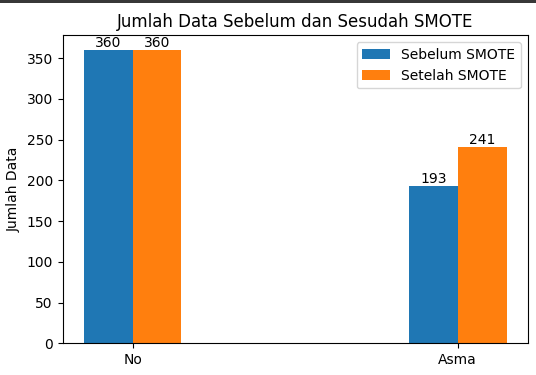 Jumlah Data Sebelum dan Sesudah SMOTE
Sebelum SMOTE
Setelah SMOTE
360
360
193
241
Jumlah Data
350
300
250
200
150
100
50
0
No
Asma